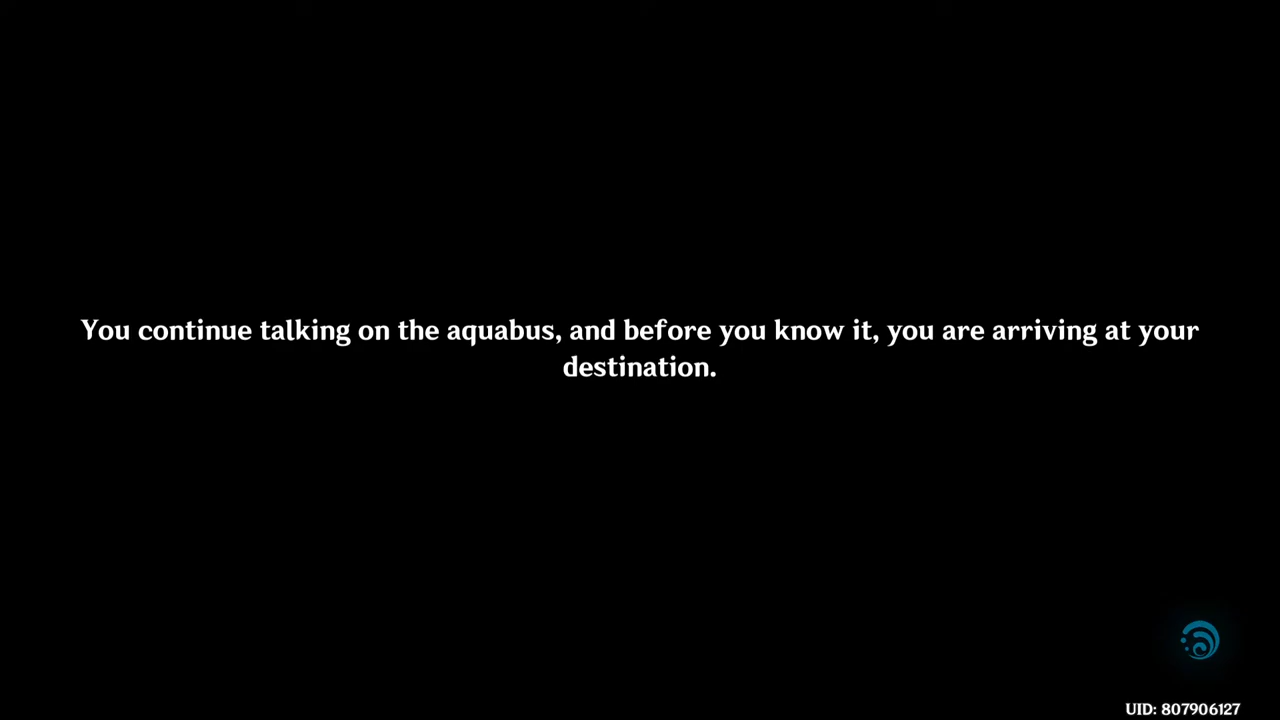 You continue talking on the aquabus, and before you know it, you are arriving at your
destination.
UID: 807906127